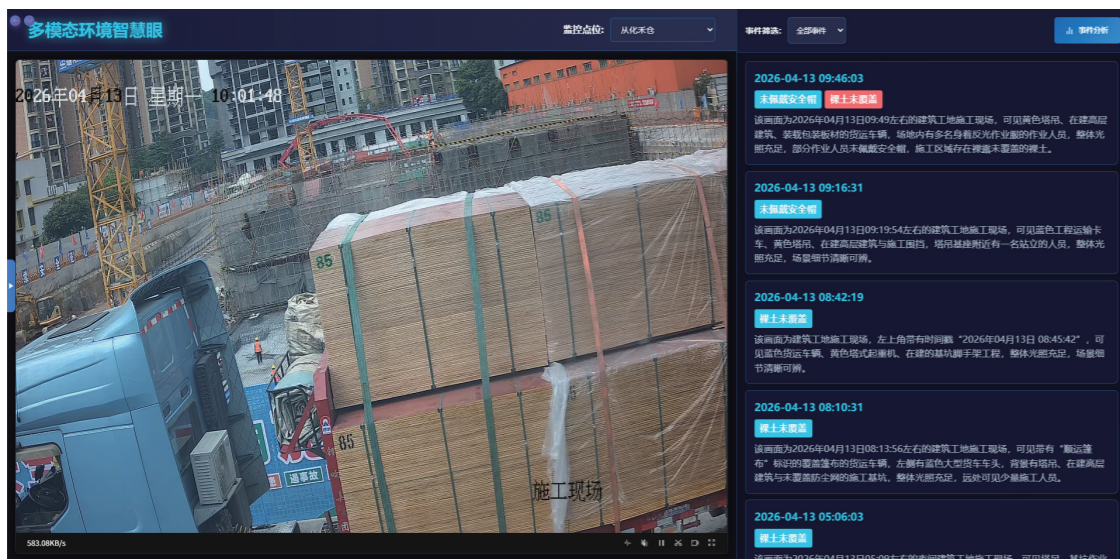 多模态环境智慧眼
监控点位:
从化禾仓
事件筛选:
全部事件
事件分析
2026年04月13日 星期一 10:01:48
85
85
85
遇事故
施工现场
583.08KB/s
2026-04-13 09:46:03
未佩戴安全帽 裸土未覆盖
该画面为2026年04月13日09:49左右的建筑工地施工现场，可见黄色塔吊、在建高层
建筑、装载包装板材的货运车辆，场地内有多名身着反光作业服的作业人员，整体光
照充足，部分作业人员未佩戴安全帽，施工区域存在裸露未覆盖的裸土。
2026-04-13 09:16:31
未佩戴安全帽
该画面为2026年04月13日09:19:54左右的建筑工地施工现场，可见蓝色工程运输卡
车、黄色塔吊、在建高层建筑与施工围挡，塔吊基座附近有一名站立的人员，整体光
照充足，场景细节清晰可辨。
2026-04-13 08:42:19
裸土未覆盖
该画面为建筑工地施工现场，左上角带有时间戳“2026年04月13日 08:45:42”，可
见蓝色货运车辆、黄色塔式起重机、在建的基坑脚手架工程，整体光照充足，场景细
节清晰可辨。
2026-04-13 08:10:31
裸土未覆盖
该画面为2026年04月13日08:13:56左右的建筑工地施工现场，可见带有“顺运篷
布”标识的覆盖篷布的货运车辆，左侧有蓝色大型货车车头，背景有塔吊、在建高层
建筑与未覆盖防尘网的施工基坑，整体光照充足，远处可见少量施工人员。
2026-04-13 05:06:03
裸土未覆盖